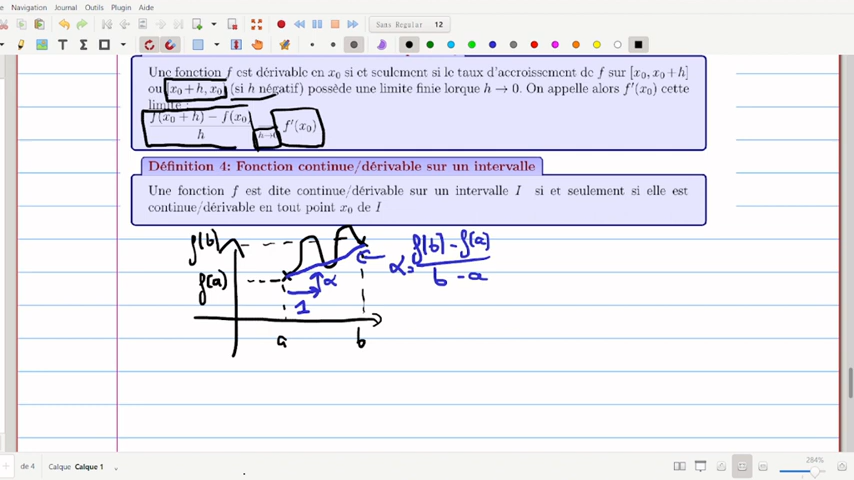 Navigation Journal Outils Plugin Aide
Sans Regular 12
Une fonction f est dérivable en x₀ si et seulement si le taux d'accroissement de f sur [x₀, x₀+h]
ou [x₀+h, x₀] (si h négatif) possède une limite finie lorsque h → 0. On appelle alors f'(x₀) cette
limite :
f(x₀ + h) − f(x₀)
h
h→0
f'(x₀)
Définition 4: Fonction continue/dérivable sur un intervalle
Une fonction f est dite continue/dérivable sur un intervalle I si et seulement si elle est
continue/dérivable en tout point x₀ de I
f(b)
f(a)
α
1
a
b
α = f(b) - f(a)
b - a
de 4 Calque Calque 1
284%